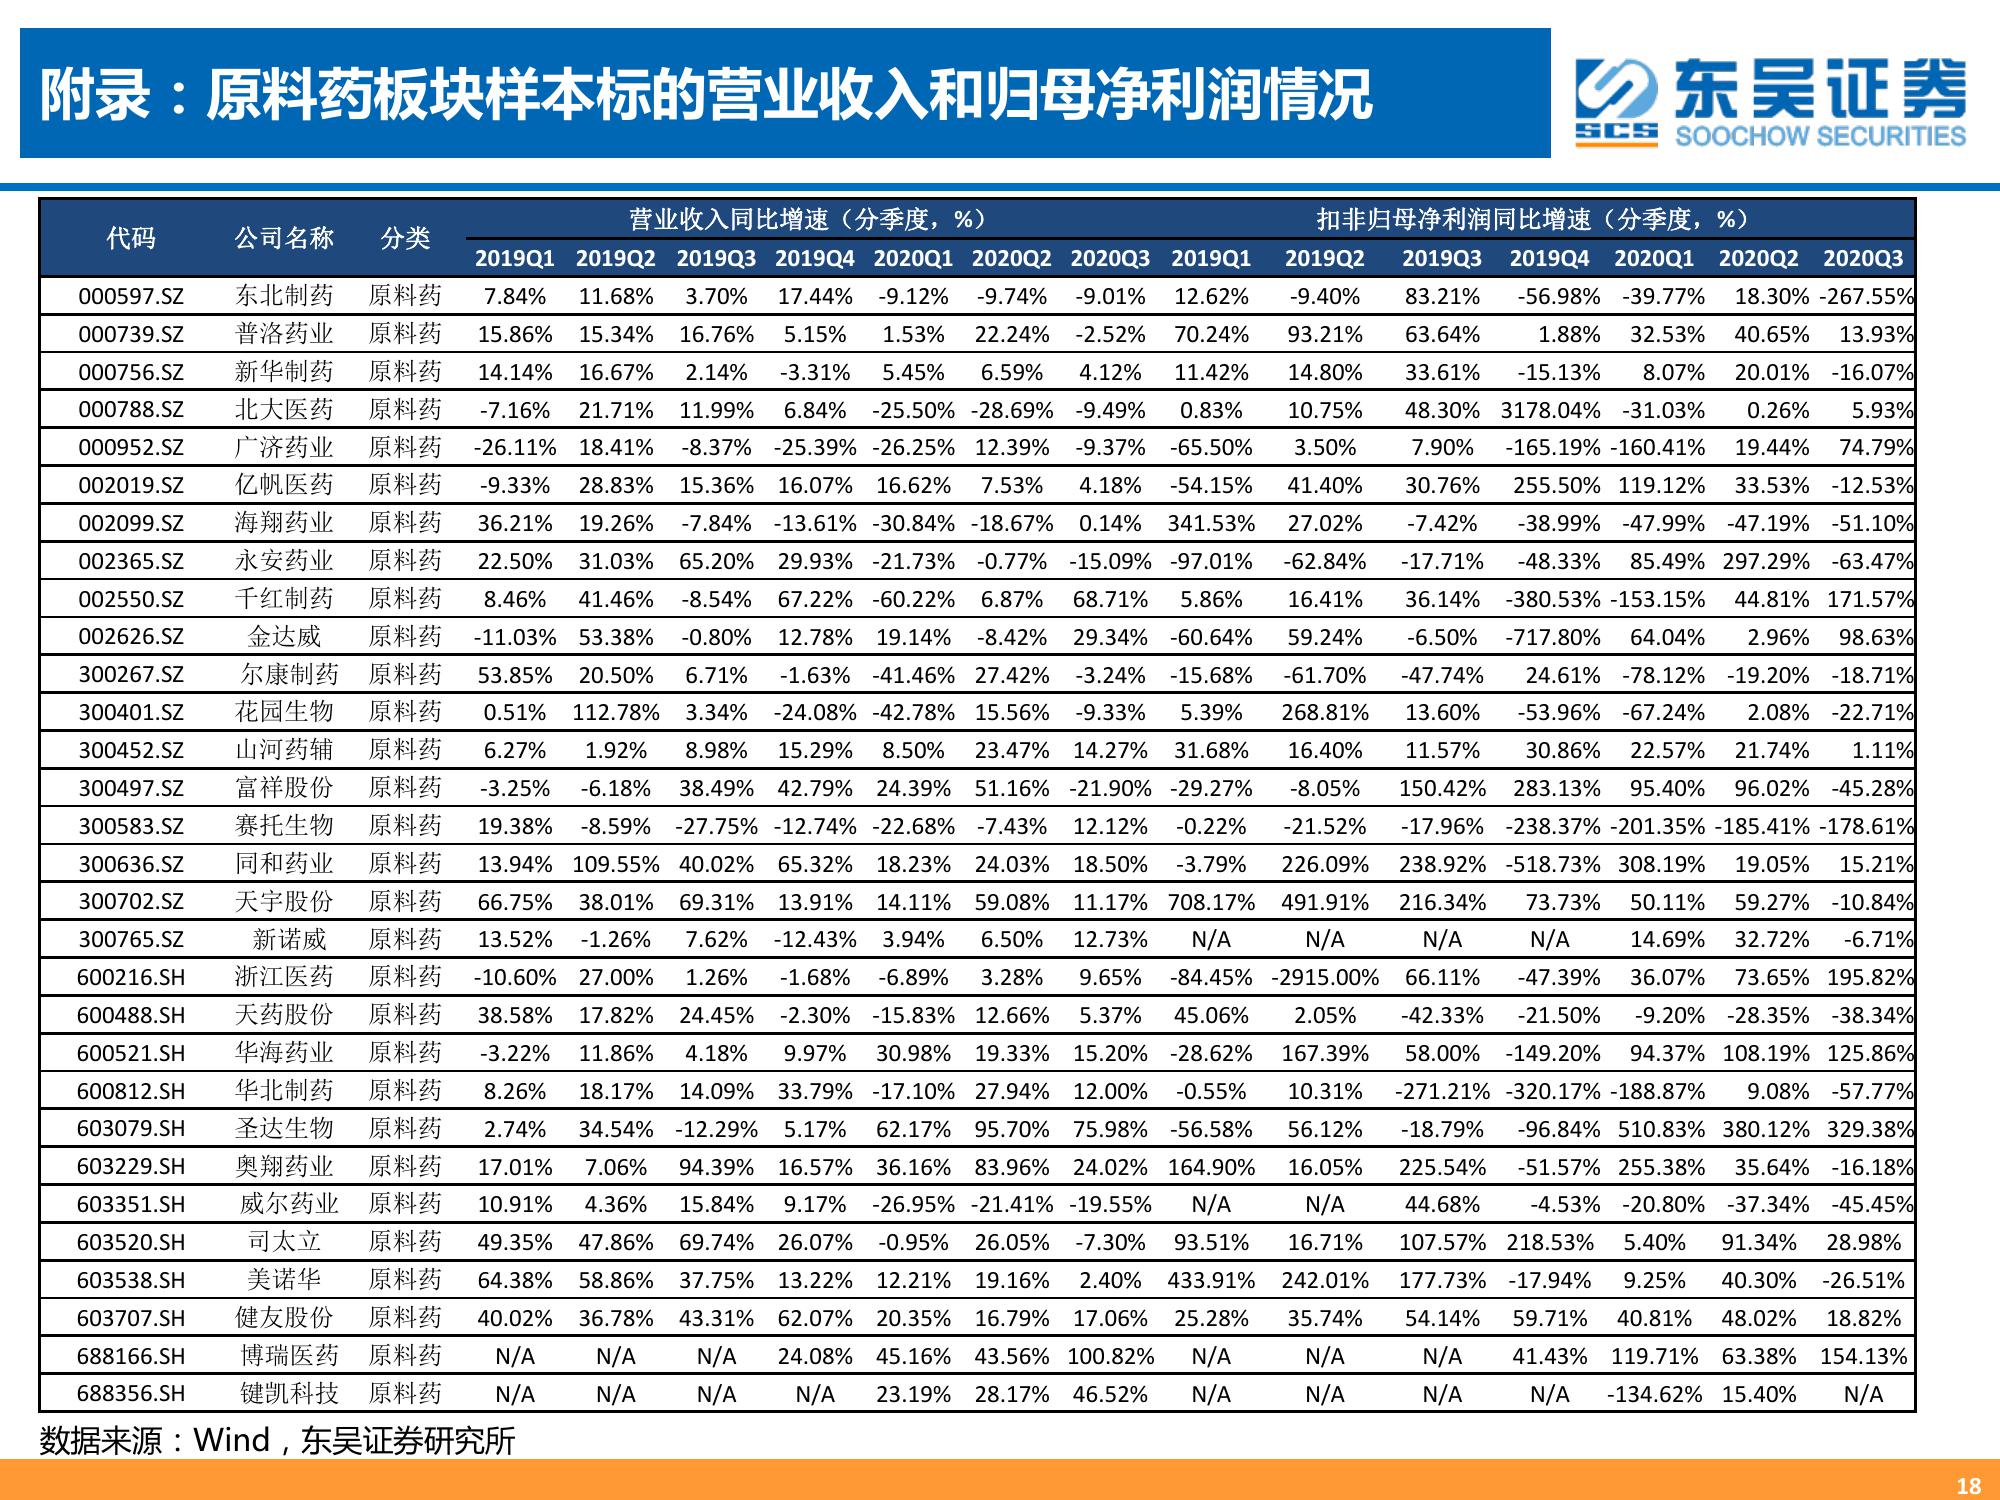 附录：原料药板块样本标的营业收入和归母净利润情况
东吴证券
SCS
SOOCHOW SECURITIES
代码 公司名称 分类 营业收入同比增速（分季度，%） 扣非归母净利润同比增速（分季度，%）
2019Q1 2019Q2 2019Q3 2019Q4 2020Q1 2020Q2 2020Q3 2019Q1 2019Q2 2019Q3 2019Q4 2020Q1 2020Q2 2020Q3
000597.SZ 东北制药 原料药 7.84% 11.68% 3.70% 17.44% -9.12% -9.74% -9.01% 12.62% -9.40% 83.21% -56.98% -39.77% 18.30% -267.55%
000739.SZ 普洛药业 原料药 15.86% 15.34% 16.76% 5.15% 1.53% 22.24% -2.52% 70.24% 93.21% 63.64% 1.88% 32.53% 40.65% 13.93%
000756.SZ 新华制药 原料药 14.14% 16.67% 2.14% -3.31% 5.45% 6.59% 4.12% 11.42% 14.80% 33.61% -15.13% 8.07% 20.01% -16.07%
000788.SZ 北大医药 原料药 -7.16% 21.71% 11.99% 6.84% -25.50% -28.69% -9.49% 0.83% 10.75% 48.30% 3178.04% -31.03% 0.26% 5.93%
000952.SZ 广济药业 原料药 -26.11% 18.41% -8.37% -25.39% -26.25% 12.39% -9.37% -65.50% 3.50% 7.90% -165.19% -160.41% 19.44% 74.79%
002019.SZ 亿帆医药 原料药 -9.33% 28.83% 15.36% 16.07% 16.62% 7.53% 4.18% -54.15% 41.40% 30.76% 255.50% 119.12% 33.53% -12.53%
002099.SZ 海翔药业 原料药 36.21% 19.26% -7.84% -13.61% -30.84% -18.67% 0.14% 341.53% 27.02% -7.42% -38.99% -47.99% -47.19% -51.10%
002365.SZ 永安药业 原料药 22.50% 31.03% 65.20% 29.93% -21.73% -0.77% -15.09% -97.01% -62.84% -17.71% -48.33% 85.49% 297.29% -63.47%
002550.SZ 千红制药 原料药 8.46% 41.46% -8.54% 67.22% -60.22% 6.87% 68.71% 5.86% 16.41% 36.14% -380.53% -153.15% 44.81% 171.57%
002626.SZ 金达威 原料药 -11.03% 53.38% -0.80% 12.78% 19.14% -8.42% 29.34% -60.64% 59.24% -6.50% -717.80% 64.04% 2.96% 98.63%
300267.SZ 尔康制药 原料药 53.85% 20.50% 6.71% -1.63% -41.46% 27.42% -3.24% -15.68% -61.70% -47.74% 24.61% -78.12% -19.20% -18.71%
300401.SZ 花园生物 原料药 0.51% 112.78% 3.34% -24.08% -42.78% 15.56% -9.33% 5.39% 268.81% 13.60% -53.96% -67.24% 2.08% -22.71%
300452.SZ 山河药辅 原料药 6.27% 1.92% 8.98% 15.29% 8.50% 23.47% 14.27% 31.68% 16.40% 11.57% 30.86% 22.57% 21.74% 1.11%
300497.SZ 富祥股份 原料药 -3.25% -6.18% 38.49% 42.79% 24.39% 51.16% -21.90% -29.27% -8.05% 150.42% 283.13% 95.40% 96.02% -45.28%
300583.SZ 赛托生物 原料药 19.38% -8.59% -27.75% -12.74% -22.68% -7.43% 12.12% -0.22% -21.52% -17.96% -238.37% -201.35% -185.41% -178.61%
300636.SZ 同和药业 原料药 13.94% 109.55% 40.02% 65.32% 18.23% 24.03% 18.50% -3.79% 226.09% 238.92% -518.73% 308.19% 19.05% 15.21%
300702.SZ 天宇股份 原料药 66.75% 38.01% 69.31% 13.91% 14.11% 59.08% 11.17% 708.17% 491.91% 216.34% 73.73% 50.11% 59.27% -10.84%
300765.SZ 新诺威 原料药 13.52% -1.26% 7.62% -12.43% 3.94% 6.50% 12.73% N/A N/A N/A N/A 14.69% 32.72% -6.71%
600216.SH 浙江医药 原料药 -10.60% 27.00% 1.26% -1.68% -6.89% 3.28% 9.65% -84.45% -2915.00% 66.11% -47.39% 36.07% 73.65% 195.82%
600488.SH 天药股份 原料药 38.58% 17.82% 24.45% -2.30% -15.83% 12.66% 5.37% 45.06% 2.05% -42.33% -21.50% -9.20% -28.35% -38.34%
600521.SH 华海药业 原料药 -3.22% 11.86% 4.18% 9.97% 30.98% 19.33% 15.20% -28.62% 167.39% 58.00% -149.20% 94.37% 108.19% 125.86%
600812.SH 华北制药 原料药 8.26% 18.17% 14.09% 33.79% -17.10% 27.94% 12.00% -0.55% 10.31% -271.21% -320.17% -188.87% 9.08% -57.77%
603079.SH 圣达生物 原料药 2.74% 34.54% -12.29% 5.17% 62.17% 95.70% 75.98% -56.58% 56.12% -18.79% -96.84% 510.83% 380.12% 329.38%
603229.SH 奥翔药业 原料药 17.01% 7.06% 94.39% 16.57% 36.16% 83.96% 24.02% 164.90% 16.05% 225.54% -51.57% 255.38% 35.64% -16.18%
603351.SH 威尔药业 原料药 10.91% 4.36% 15.84% 9.17% -26.95% -21.41% -19.55% N/A N/A 44.68% -4.53% -20.80% -37.34% -45.45%
603520.SH 司太立 原料药 49.35% 47.86% 69.74% 26.07% -0.95% 26.05% -7.30% 93.51% 16.71% 107.57% 218.53% 5.40% 91.34% 28.98%
603538.SH 美诺华 原料药 64.38% 58.86% 37.75% 13.22% 12.21% 19.16% 2.40% 433.91% 242.01% 177.73% -17.94% 9.25% 40.30% -26.51%
603707.SH 健友股份 原料药 40.02% 36.78% 43.31% 62.07% 20.35% 16.79% 17.06% 25.28% 35.74% 54.14% 59.71% 40.81% 48.02% 18.82%
688166.SH 博瑞医药 原料药 N/A N/A N/A 24.08% 45.16% 43.56% 100.82% N/A N/A N/A 41.43% 119.71% 63.38% 154.13%
688356.SH 键凯科技 原料药 N/A N/A N/A N/A 23.19% 28.17% 46.52% N/A N/A N/A N/A -134.62% 15.40% N/A
数据来源：Wind，东吴证券研究所
18